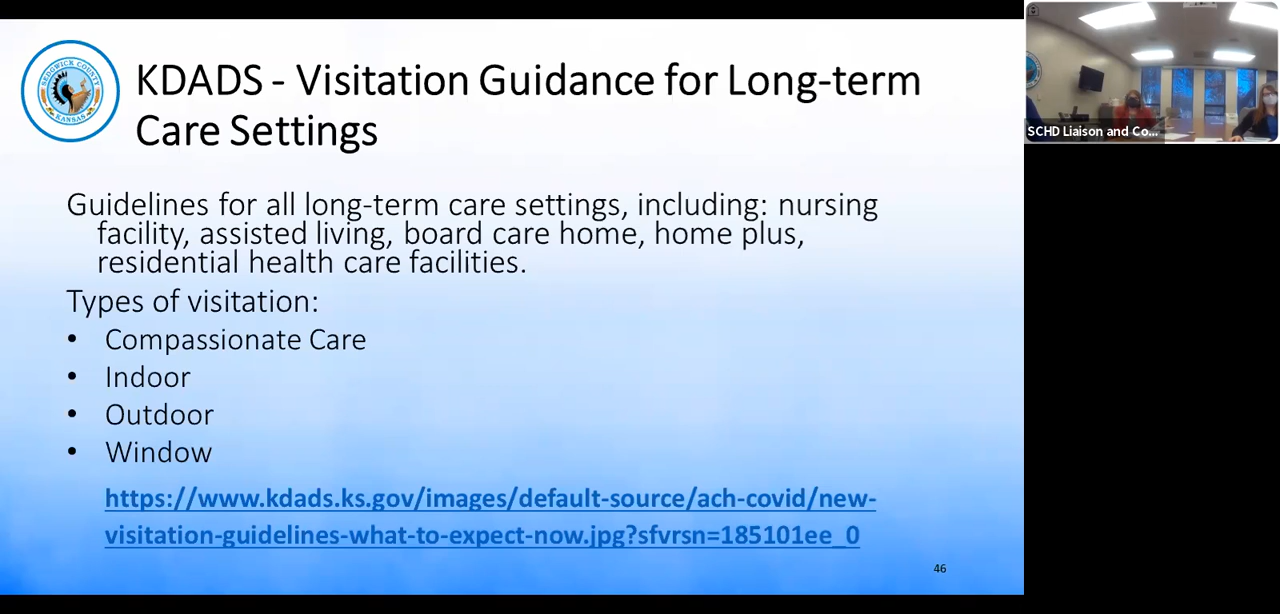 SEDGWICK COUNTY
KANSAS
KDADS - Visitation Guidance for Long-term
Care Settings
Guidelines for all long-term care settings, including: nursing
facility, assisted living, board care home, home plus,
residential health care facilities.
Types of visitation:
• Compassionate Care
• Indoor
• Outdoor
• Window
https://www.kdads.ks.gov/images/default-source/ach-covid/new-
visitation-guidelines-what-to-expect-now.jpg?sfvrsn=185101ee_0
46
SCHD Liaison and Co...